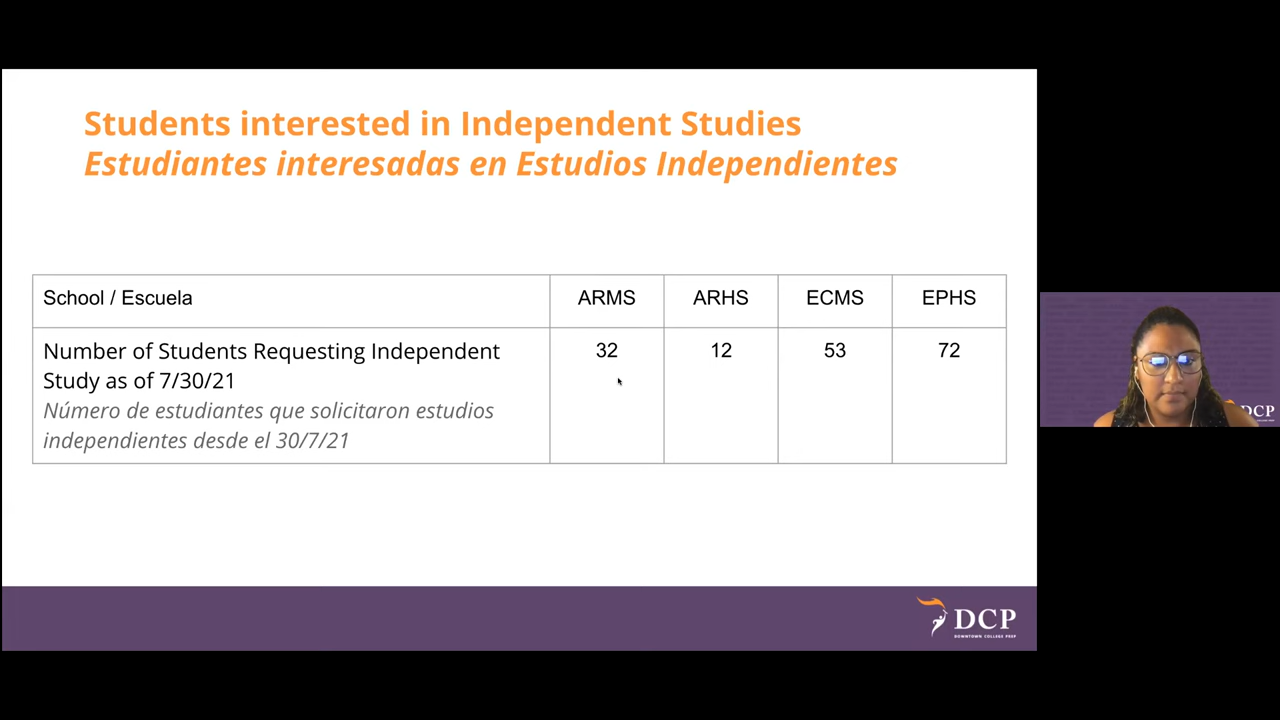 Students interested in Independent Studies
Estudiantes interesadas en Estudios Independientes
School / Escuela ARMS ARHS ECMS EPHS
Number of Students Requesting Independent 32 12 53 72
Study as of 7/30/21
Número de estudiantes que solicitaron estudios
independientes desde el 30/7/21
DCP
DOWNTOWN COLLEGE PREP
DCP